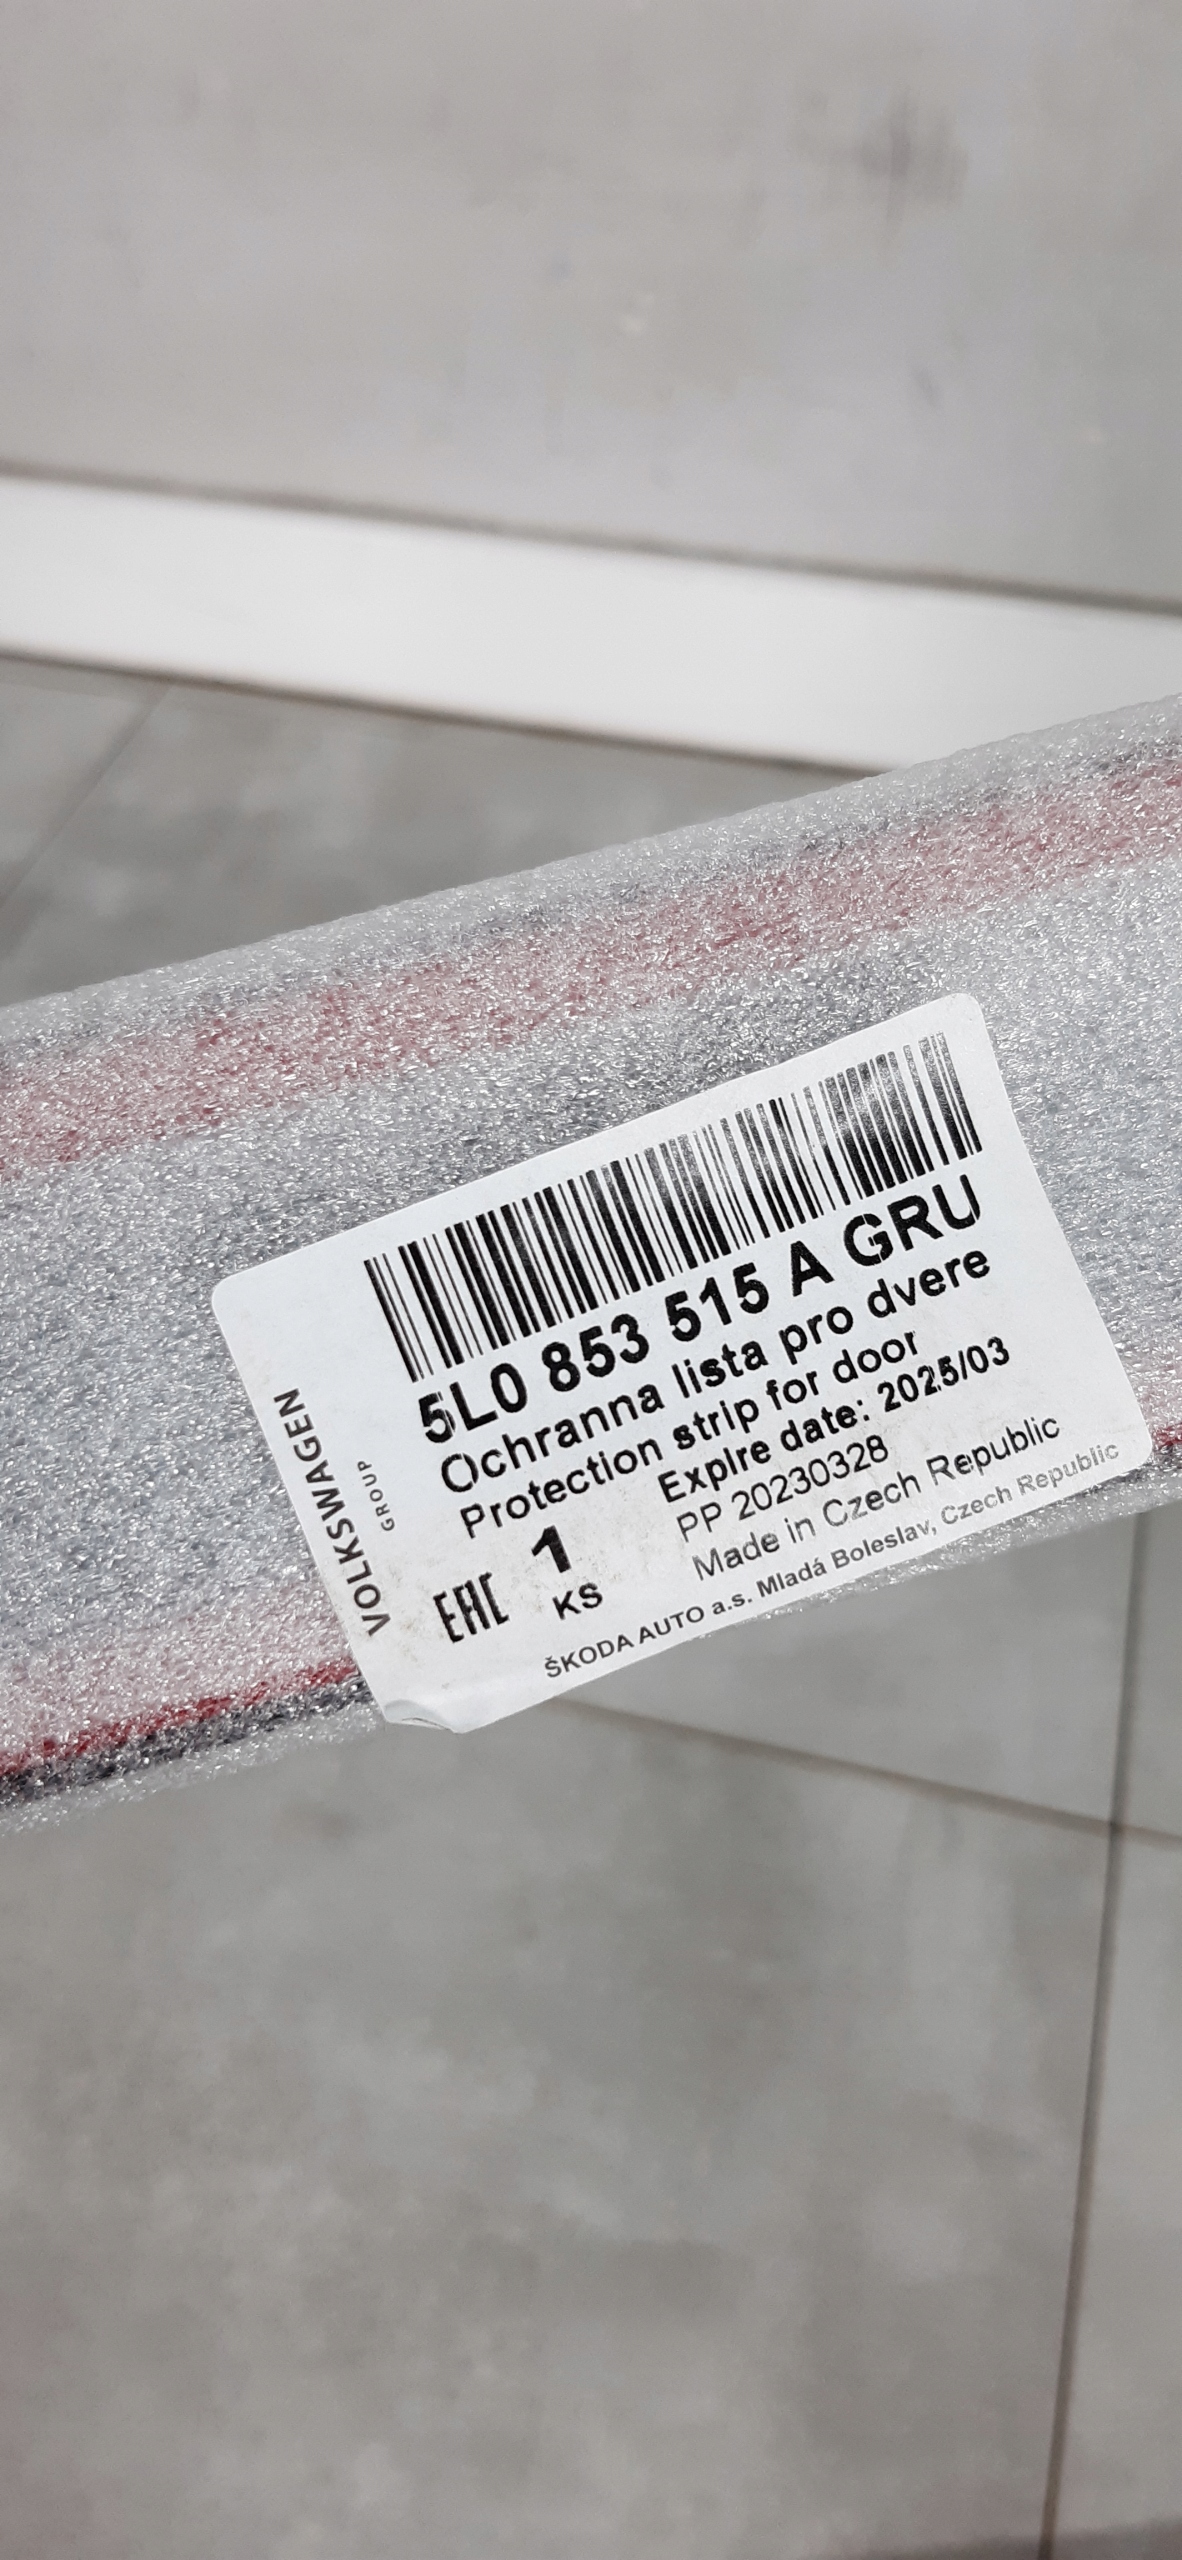 5L0 853 515 A GRU
Ochranna lista pro dvere
Protection strip for door
Expire date: 2025/03
PP 20230328
Made in Czech Republic
EAC
1
KS
ŠKODA AUTO a.s. Mladá Boleslav, Czech Republic
VOLKSWAGEN
GROUP